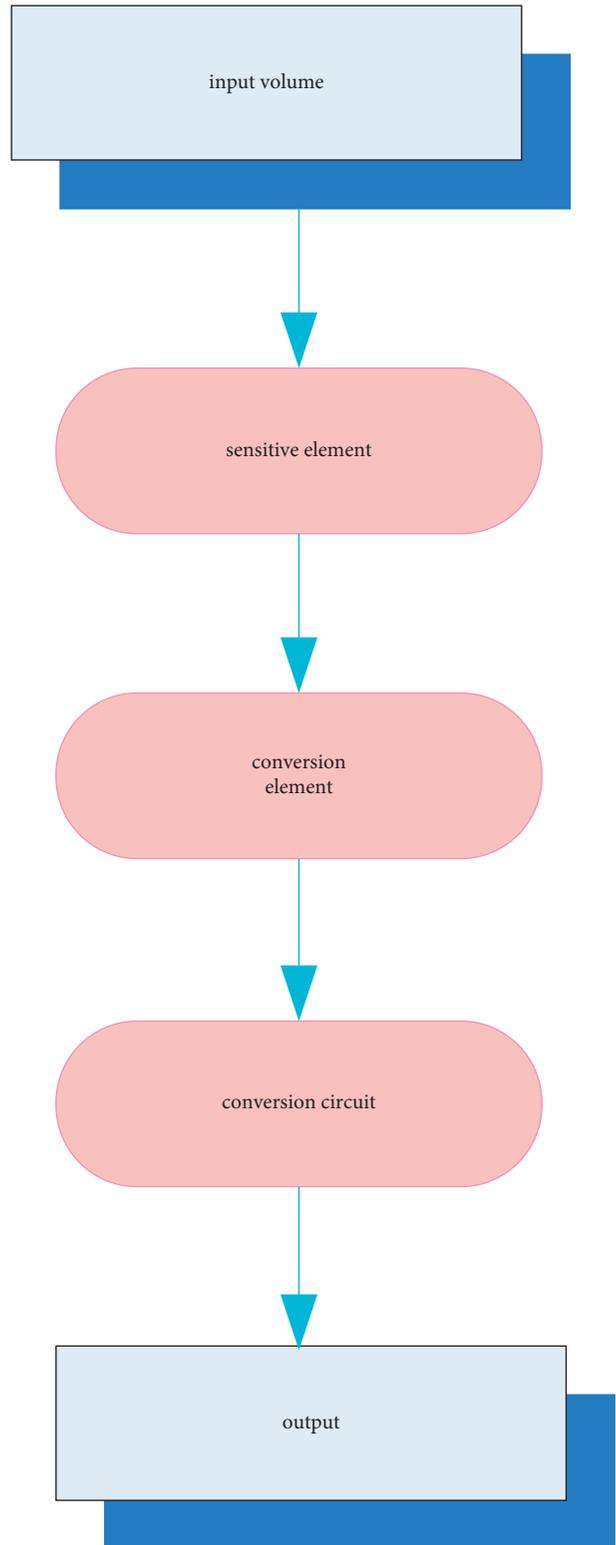 input volume
sensitive element
conversion
element
conversion circuit
output